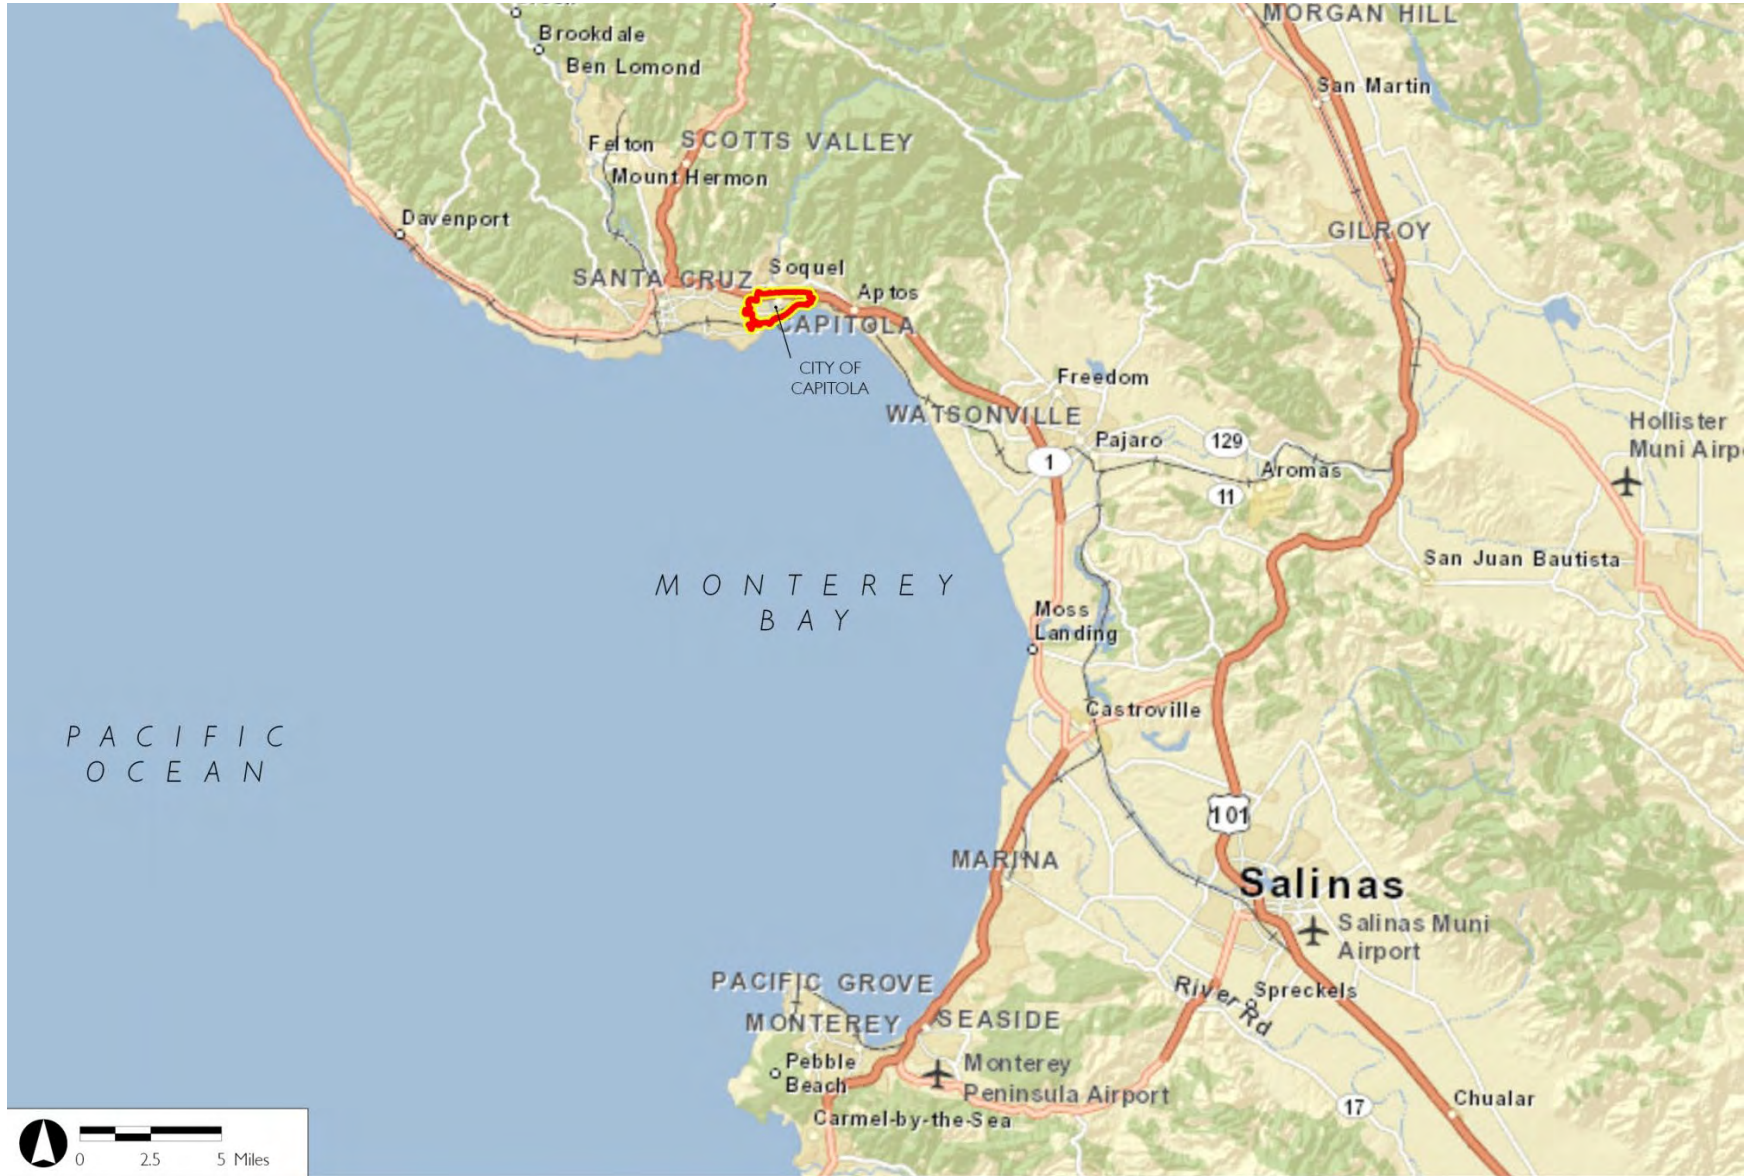 MORGAN HILL
Brookdale
Ben Lomond
San Martin
Felton
SCOTTS VALLEY
Mount Hermon
Davenport
GILROY
SANTA CRUZ
Soquel
Aptos
CAPITOLA
CITY OF
CAPITOLA
Freedom
WATSONVILLE
Hollister
Muni Airpo
Pajaro
129
1
Aromas
11
San Juan Bautista
MONTEREY
BAY
Moss
Landing
Castroville
PACIFIC
OCEAN
101
MARINA
Salinas
Salinas Muni
Airport
PACIFIC GROVE
River Rd
Spreckels
MONTEREY
SEASIDE
Pebble
Beach
Monterey
Peninsula Airport
Carmel-by-the-Sea
17
Chualar
0 2.5 5 Miles